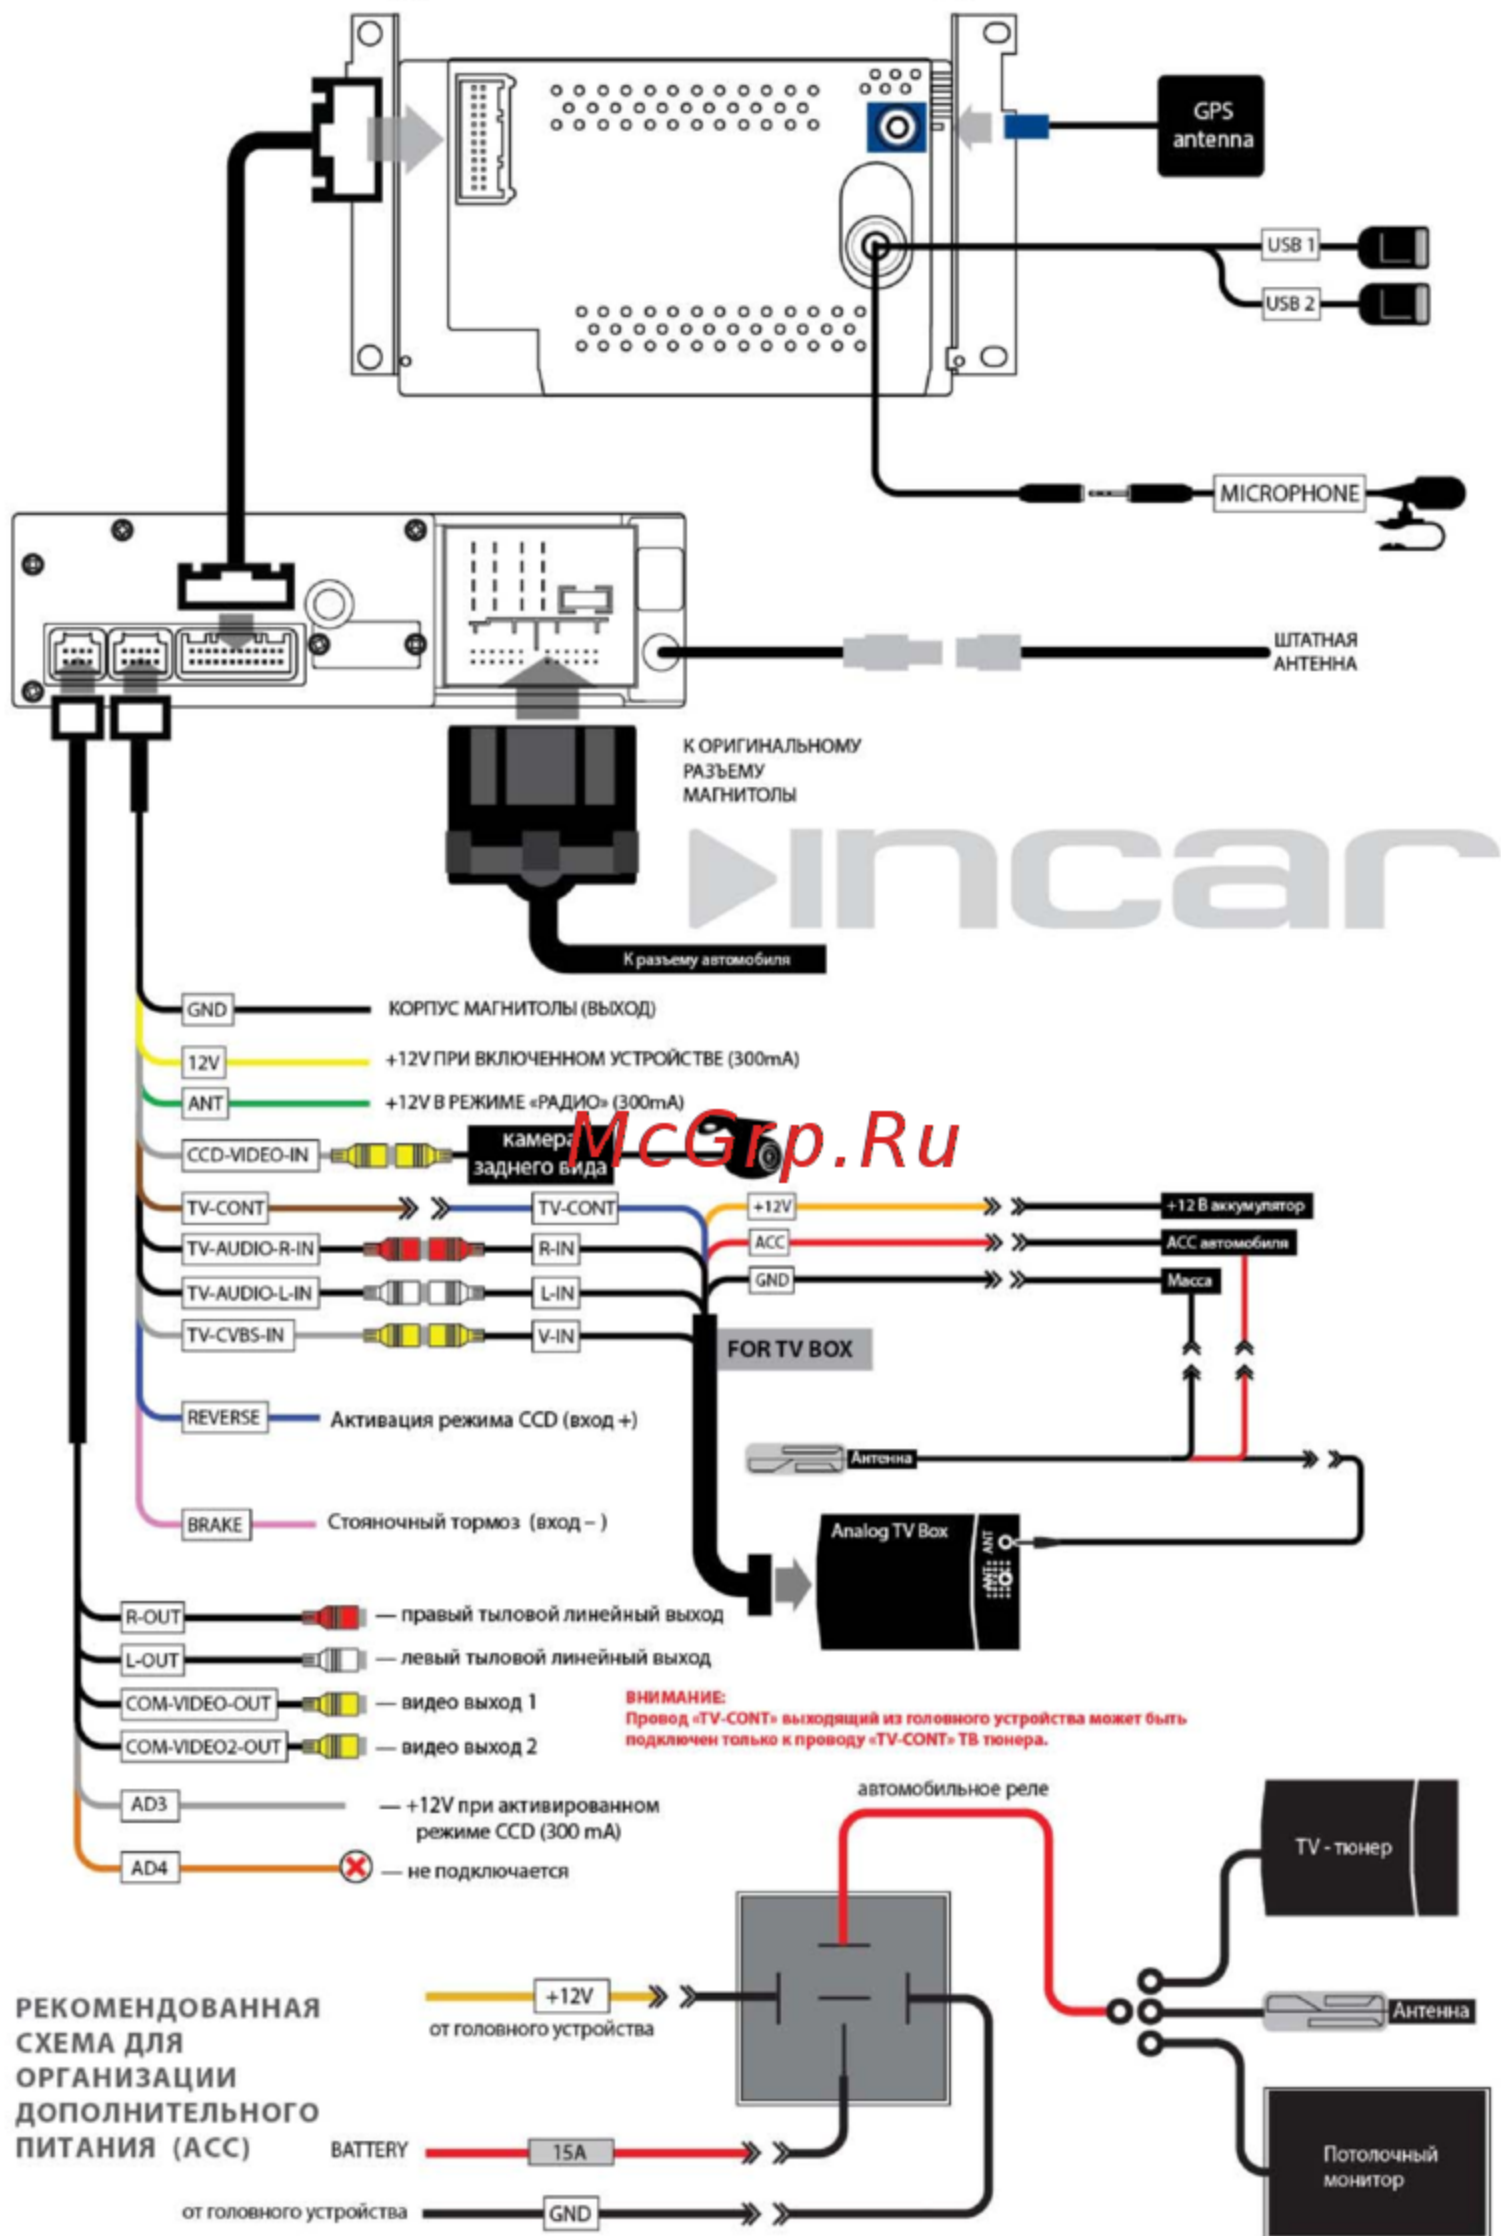 GPS
antenna
USB 1
USB 2
MICROPHONE
ШТАТНАЯ
АНТЕННА
К ОРИГИНАЛЬНОМУ
РАЗЪЕМУ
МАГНИТОЛЫ
incar
К разъему автомобиля
GND
КОРПУС МАГНИТОЛЫ (ВЫХОД)
12V
+12V ПРИ ВКЛЮЧЕННОМ УСТРОЙСТВЕ (300mA)
ANT
+12V В РЕЖИМЕ «РАДИО» (300mA)
McGrp.Ru
CCD-VIDEO-IN
камера
заднего вида
TV-CONT
TV-CONT
+12V
+12 В аккумулятор
TV-AUDIO-R-IN
R-IN
ACC
ACC автомобиля
TV-AUDIO-L-IN
L-IN
GND
Масса
TV-CVBS-IN
V-IN
FOR TV BOX
REVERSE
Активация режима CCD (вход +)
Антенна
BRAKE
Стояночный тормоз (вход – )
Analog TV Box
ANT
ANT
R-OUT
— правый тыловой линейный выход
L-OUT
— левый тыловой линейный выход
COM-VIDEO-OUT
— видео выход 1
COM-VIDEO2-OUT
— видео выход 2
ВНИМАНИЕ:
Провод «TV-CONT» выходящий из головного устройства может быть
подключен только к проводу «TV-CONT» ТВ тюнера.
AD3
— +12V при активированном
режиме CCD (300 mA)
AD4
— не подключается
автомобильное реле
TV - тюнер
РЕКОМЕНДОВАННАЯ
СХЕМА ДЛЯ
ОРГАНИЗАЦИИ
ДОПОЛНИТЕЛЬНОГО
ПИТАНИЯ (ACC)
+12V
от головного устройства
Антенна
BATTERY
15A
Потолочный
монитор
от головного устройства
GND